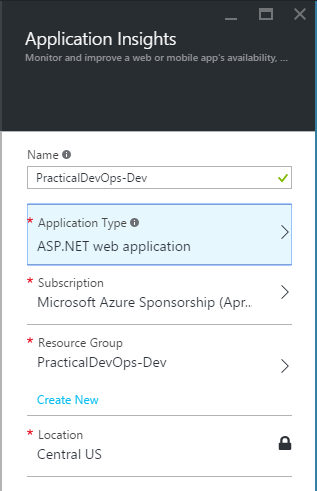 Application Insights
Monitor and improve a web or mobile app's availability, ...
Name
PracticalDevOps-Dev
* Application Type
ASP.NET web application
* Subscription
Microsoft Azure Sponsorship (Apr..
* Resource Group
PracticalDevOps-Dev
Create New
* Location
Central US